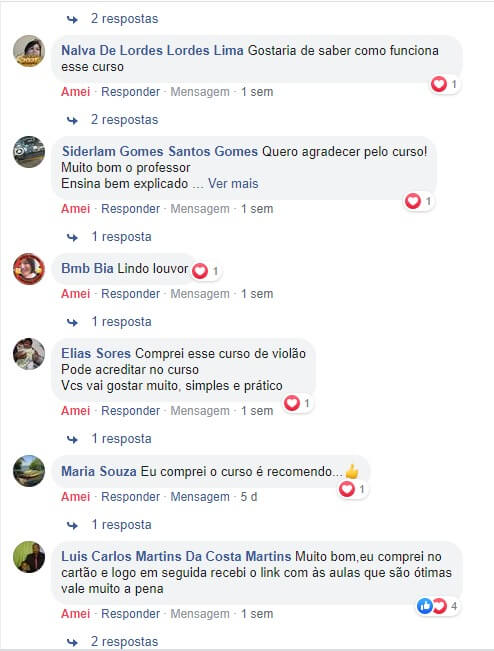 2 respostas
Nalva De Lordes Lordes Lima Gostaria de saber como funciona
esse curso
1
Amei · Responder · Mensagem · 1 sem
2 respostas
Siderlam Gomes Santos Gomes Quero agradecer pelo curso!
Muito bom o professor
Ensina bem explicado ... Ver mais
1
Amei · Responder · Mensagem · 1 sem
1 resposta
Bmb Bia Lindo louvor 1
Amei · Responder · Mensagem · 1 sem
1 resposta
Elias Sores Comprei esse curso de violão
Pode acreditar no curso
Vcs vai gostar muito, simples e prático
1
Amei · Responder · Mensagem · 1 sem
1 resposta
Maria Souza Eu comprei o curso é recomendo...👍
1
Amei · Responder · Mensagem · 5 d
1 resposta
Luis Carlos Martins Da Costa Martins Muito bom,eu comprei no
cartão e logo em seguida recebi o link com às aulas que são ótimas
vale muito a pena
4
Amei · Responder · Mensagem · 1 sem
2 respostas